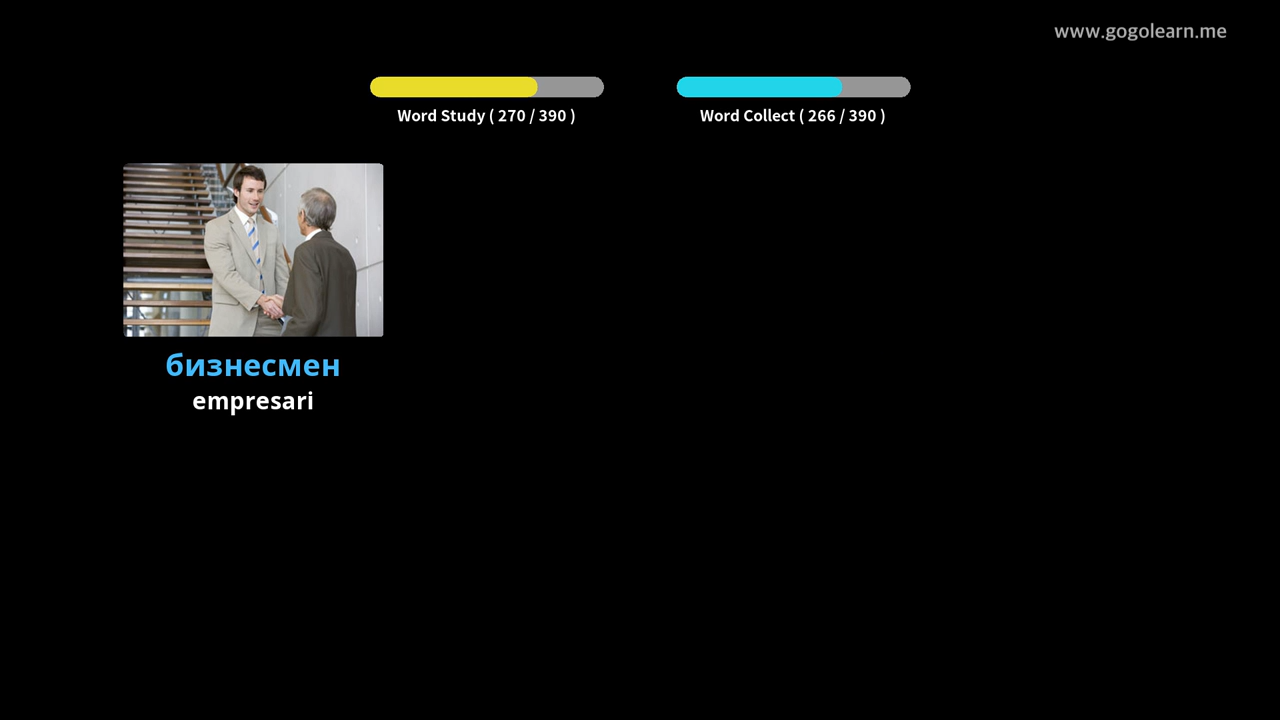 www.gogolearn.me
Word Study ( 270 / 390 )
Word Collect ( 266 / 390 )
бизнесмен
empresari